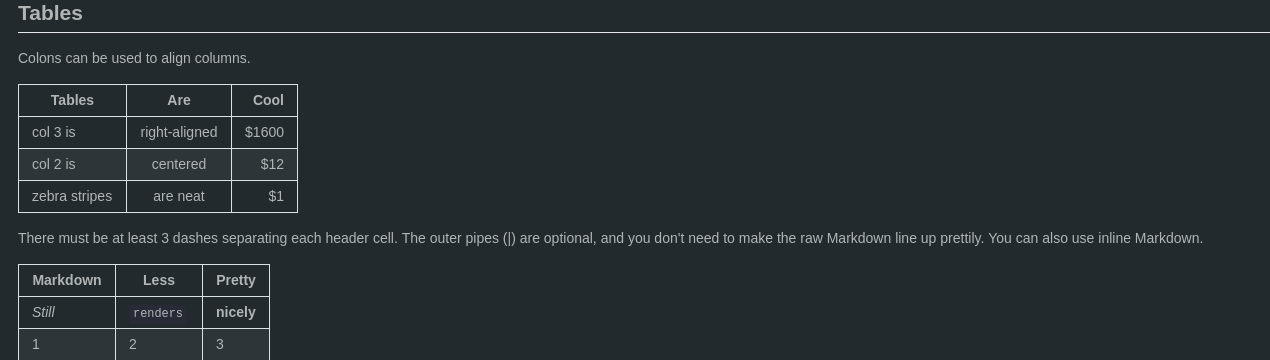 Tables
Colons can be used to align columns.
Tables Are Cool
col 3 is right-aligned $1600
col 2 is centered $12
zebra stripes are neat $1
There must be at least 3 dashes separating each header cell. The outer pipes (|) are optional, and you don't need to make the raw Markdown line up prettily. You can also use inline Markdown.
Markdown Less Pretty
Still renders nicely
1 2 3